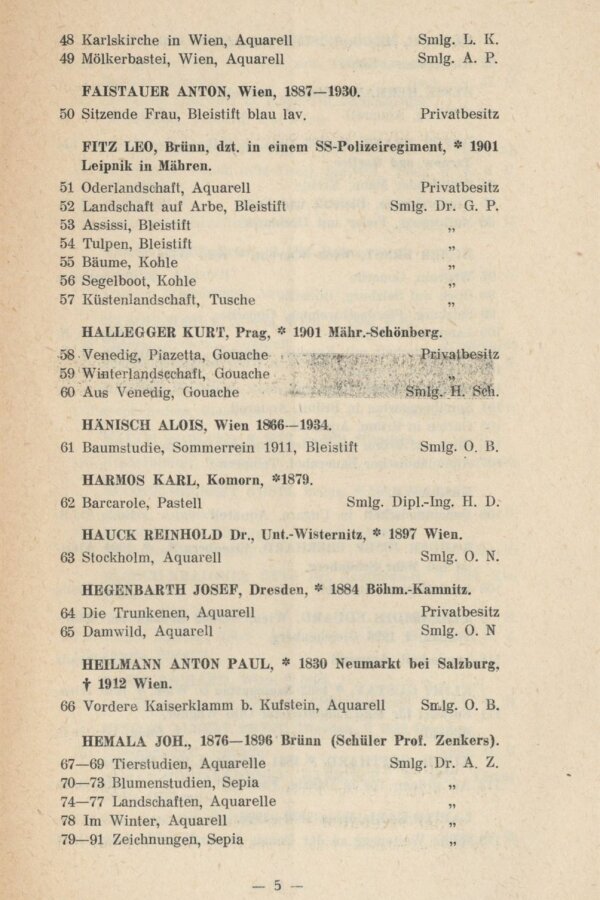 48 Karlskirche in Wien, Aquarell Smlg. L. K.
49 Mölkerbastei, Wien, Aquarell Smlg. A. P.
FAISTAUER ANTON, Wien, 1887—1930.
50 Sitzende Frau, Bleistift blau lav. Privatbesitz
FITZ LEO, Brünn, dzt. in einem SS-Polizeiregiment, * 1901
Leipnik in Mähren.
51 Oderlandschaft, Aquarell Privatbesitz
52 Landschaft auf Arbe, Bleistift Smlg. Dr. G. P.
53 Assissi, Bleistift „
54 Tulpen, Bleistift „
55 Bäume, Kohle „
56 Segelboot, Kohle „
57 Küstenlandschaft, Tusche „
HALLEGGER KURT, Prag, * 1901 Mähr.-Schönberg.
58 Venedig, Piazetta, Gouache Privatbesitz
59 Winterlandscchaft, Gouache „
60 Aus Venedig, Gouache Smlg. H. Sch.
HÄNISCH ALOIS, Wien 1866—1934.
61 Baumstudie, Sommerrein 1911, Bleistift Smlg. O. B.
HARMOS KARL, Komorn, *1879.
62 Barcarole, Pastell Smlg. Dipl.-Ing. H. D.
HAUCK REINHOLD Dr., Unt.-Wisternitz, * 1897 Wien.
63 Stockholm, Aquarell Smlg. O. N.
HEGENBARTH JOSEF, Dresden, * 1884 Böhm.-Kamnitz.
64 Die Trunkenen, Aquarell Privatbesitz
65 Damwild, Aquarell Smlg. O. N
HEILMANN ANTON PAUL, * 1830 Neumarkt bei Salzburg,
† 1912 Wien.
66 Vordere Kaiserklamm b. Kufstein, Aquarell Smlg. O. B.
HEMALA JOH., 1876—1896 Brünn (Schüler Prof. Zenkers).
67—69 Tierstudien, Aquarelle Smlg. Dr. A. Z.
70—73 Blumenstudien, Sepia „
74—77 Landschaften, Aquarelle „
78 Im Winter, Aquarell „
79—91 Zeichnungen, Sepia „
— 5 —